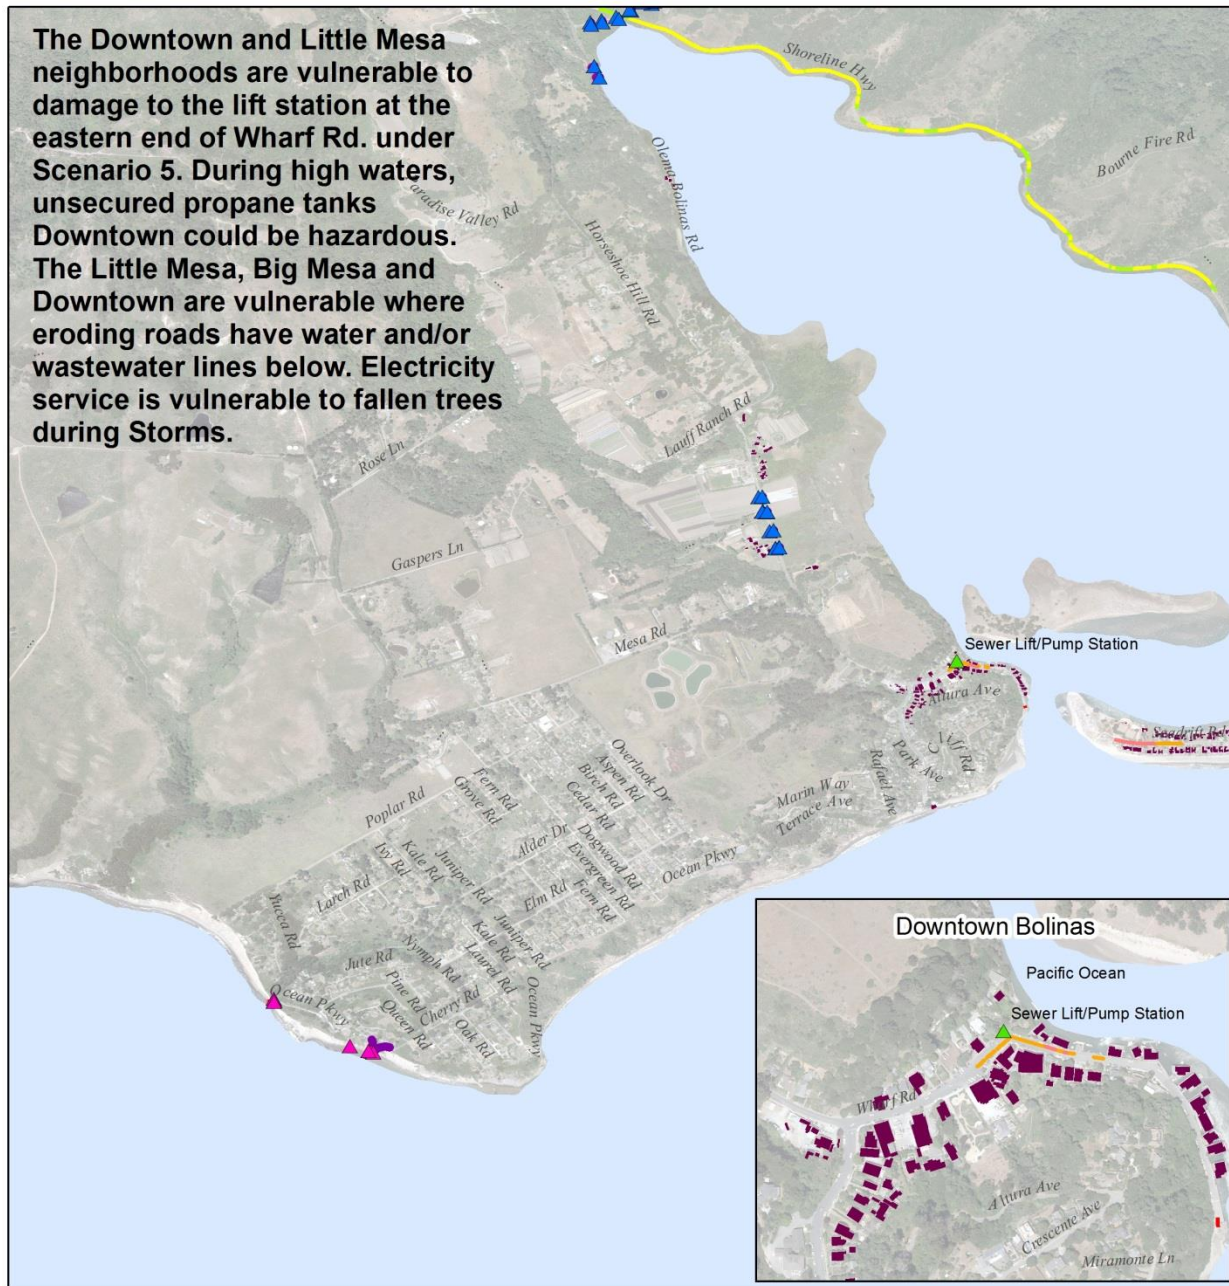 The Downtown and Little Mesa
neighborhoods are vulnerable to
damage to the lift station at the
eastern end of Wharf Rd. under
Scenario 5. During high waters,
unsecured propane tanks
Downtown could be hazardous.
The Little Mesa, Big Mesa and
Downtown are vulnerable where
eroding roads have water and/or
wastewater lines below. Electricity
service is vulnerable to fallen trees
during Storms.
Shoreline Hwy
Bourne Fire Rd
Olema Bolinas Rd
aradise Valley Rd
Horseshoe Hill Rd
Lauff Ranch Rd
Rose Ln
Gaspers Ln
Mesa Rd
Sewer Lift/Pump Station
Altura Ave
Cliff Rd
Park Ave
Rafael Ave
Seadrift Rd
Marin Way
Terrace Ave
Overlook Dr
Aspen Rd
Birch Rd
Cedar Rd
Fern Rd
Grove Rd
Poplar Rd
Alder Dr
Dogwood Rd
Evergreen Rd
Fern Rd
Ocean Pkwy
Ivy Rd
Kale Rd
Juniper Rd
Larch Rd
Elm Rd
Yucca Rd
Juniper Rd
Kale Rd
Laurel Rd
Nymph Rd
Jute Rd
Pine Rd
Cherry Rd
Queen Rd
Oak Rd
Ocean Pkwy
Ocean Pkwy
Downtown Bolinas
Pacific Ocean
Sewer Lift/Pump Station
Wharf Rd
Altura Ave
Crescente Ave
Miramonte Ln